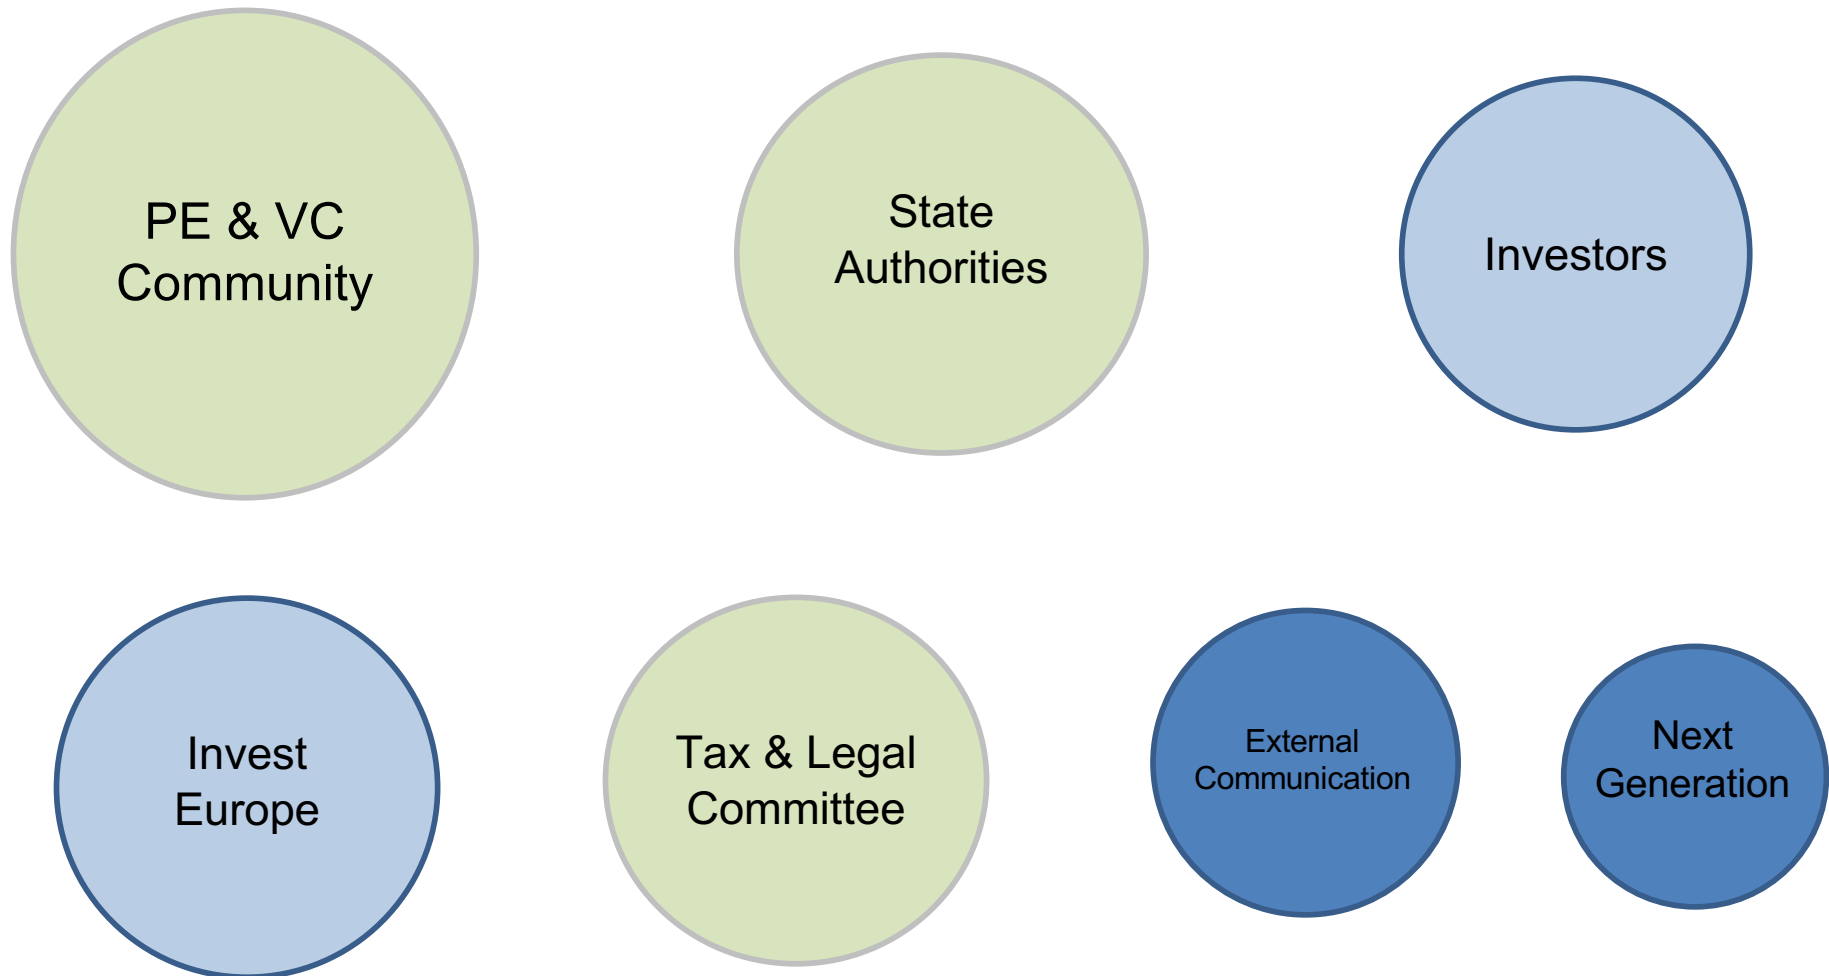 PE & VC
Community
State
Authorities
Investors
Invest
Europe
Tax & Legal
Committee
External
Communication
Next
Generation